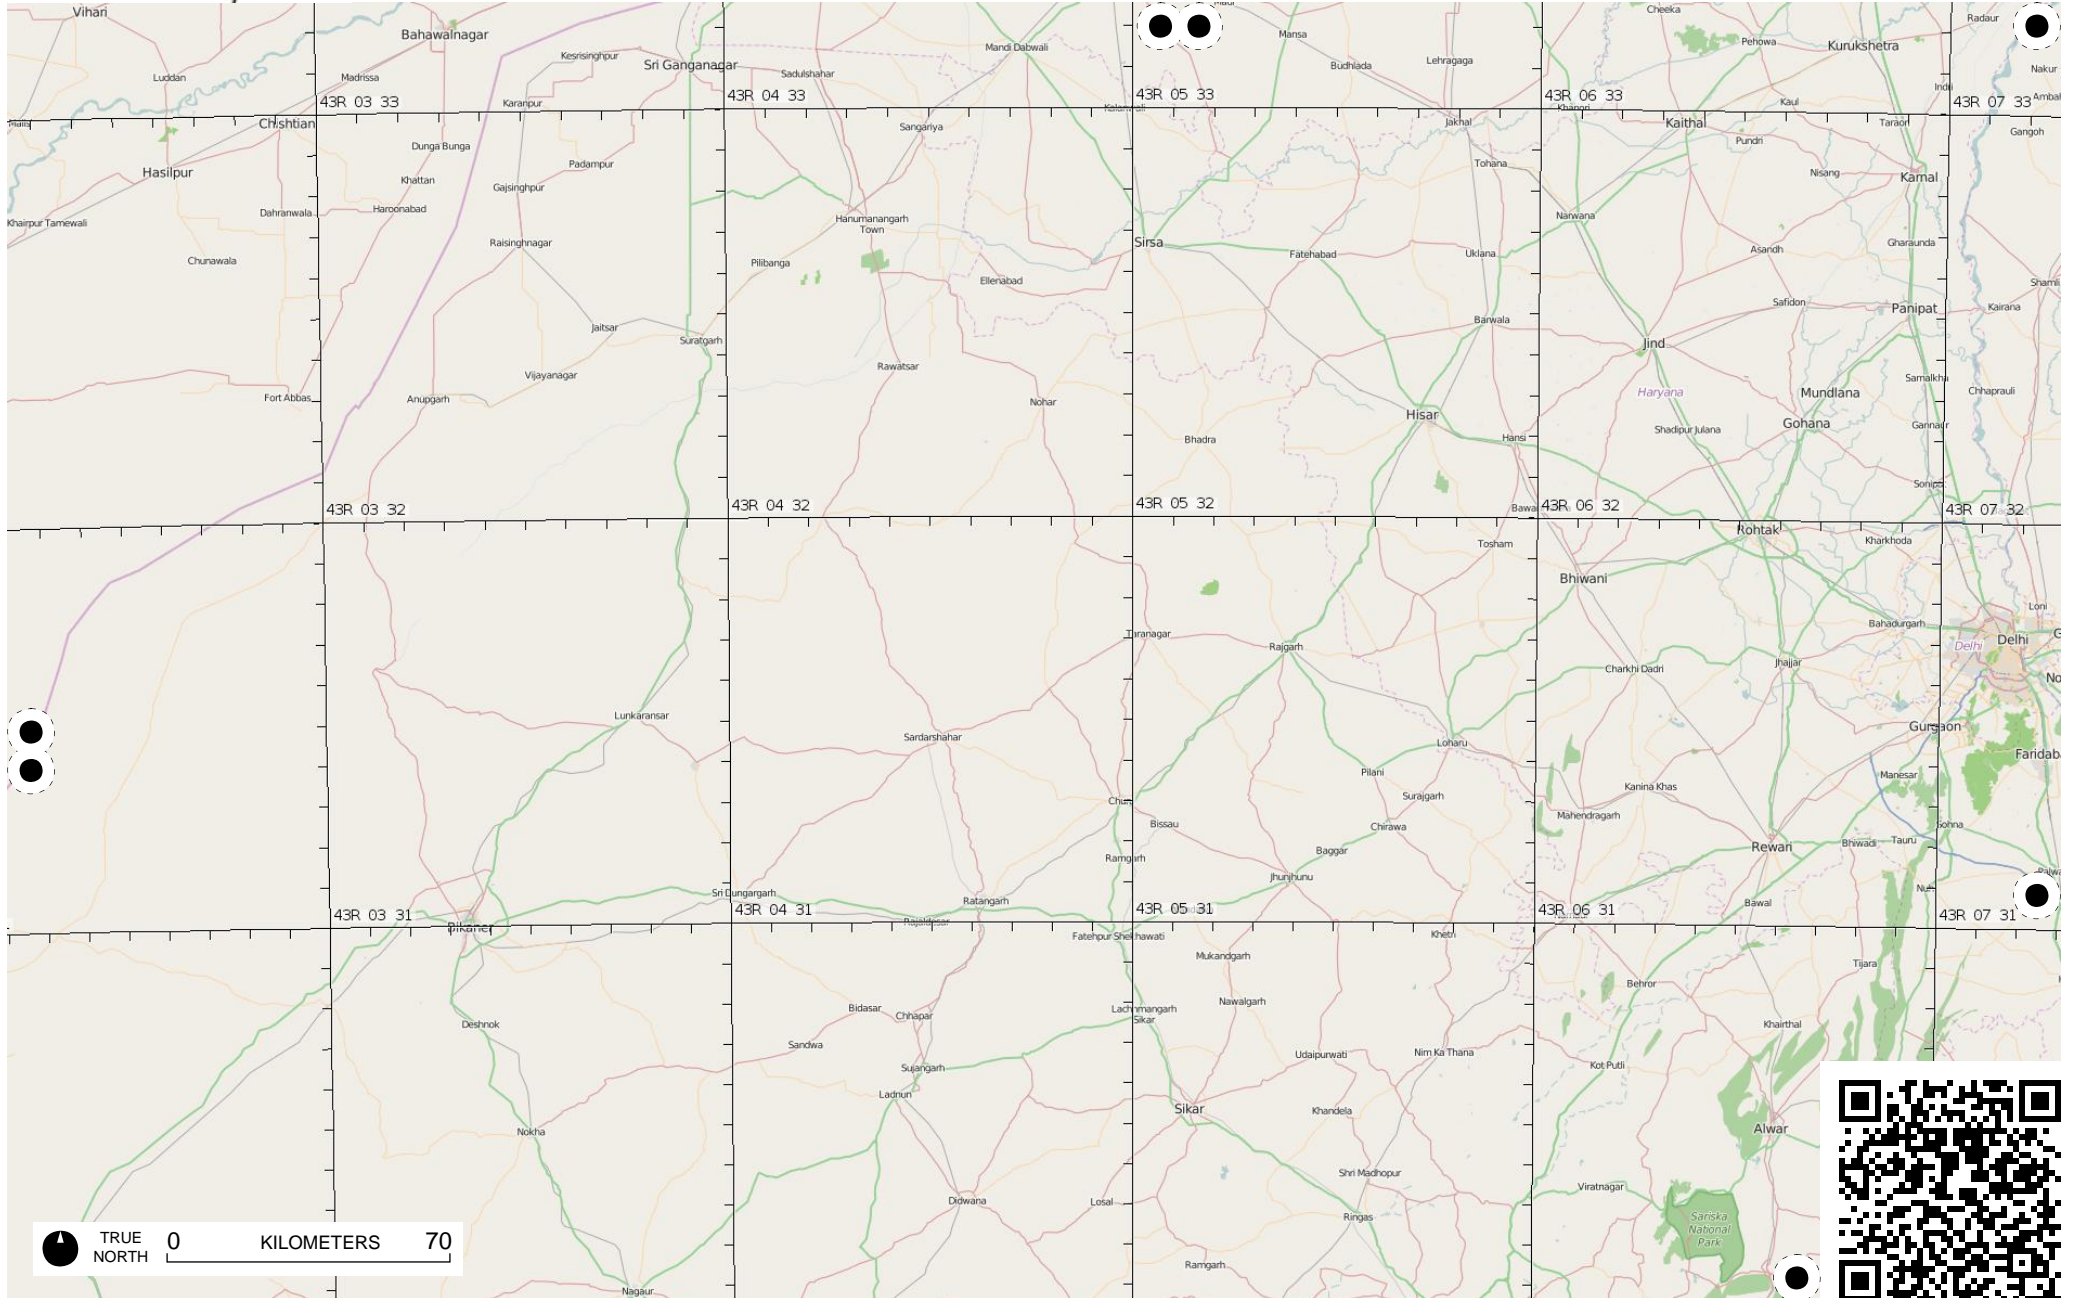 Vihari
Bahawalnagar
Kesrisinghpur
Sri Ganganagar
Mandi Dabwali
Mansa
Cheeka
Radaur
Luddan
Madrissa
Sadulshahar
Budhlada
Lehragaga
Pehowa
Kurukshetra
Nakur
43R 03 33
Karanpur
43R 04 33
43R 05 33
43R 06 33
Kaul
43R 07 33
Chishtian
Sangariya
Jakhal
Kaithal
Taraori
Gangoh
Dunga Bunga
Pundri
Hasilpur
Padampur
Tohana
Khattan
Gajsinghpur
Nisang
Karnal
Khairpur Tamewali
Dahranwala
Haroonabad
Hanumanangarh
Town
Narwana
Raisinghnagar
Sirsa
Fatehabad
Uklana
Asandh
Gharaunda
Chunawala
Pilibanga
Ellenabad
Shamli
Safidon
Panipat
Kairana
Jaitsar
Suratgarh
Barwala
Jind
Vijayanagar
Rawatsar
Samalkha
Fort Abbas
Anupgarh
Nohar
Haryana
Mundlana
Chhaprauli
Hisar
Shadipur Julana
Gohana
Gannaur
Bhadra
Hansi
Sonipat
43R 03 32
43R 04 32
43R 05 32
43R 06 32
43R 07 32
Rohtak
Tosham
Kharkhoda
Bhiwani
Loni
Taranagar
Bahadurgarh
Rajgarh
Delhi
Delhi
Charkhi Dadri
Jhajjar
Lunkaransar
Sardarshahar
Loharu
Gurgaon
Faridab
Pilani
Manesar
Surajgarh
Kanina Khas
Bissau
Chirawa
Mahendragarh
Sohna
Ramgarh
Baggar
Rewari
Bhiwadi
Tauru
Jhunjhunu
Sri Dungargarh
Ratangarh
Bawal
Nuh
43R 03 31
43R 04 31
43R 05 31
43R 06 31
43R 07 31
Bikaner
Rajaldesar
Fatehpur Shekhawati
Khetri
Mukandgarh
Tijara
Behror
Bidasar
Chhapar
Nawalgarh
Lachhmangarh
Sikar
Deshnok
Khairthal
Sandwa
Udaipurwati
Nim Ka Thana
Sujangarh
Kot Putli
Ladnun
Sikar
Khandela
Nokha
Alwar
Shri Madhopur
Didwana
Losal
Viratnagar
Ringas
Sariska
National
Park
TRUE
NORTH
0 KILOMETERS 70
Ramgarh
Nagaur